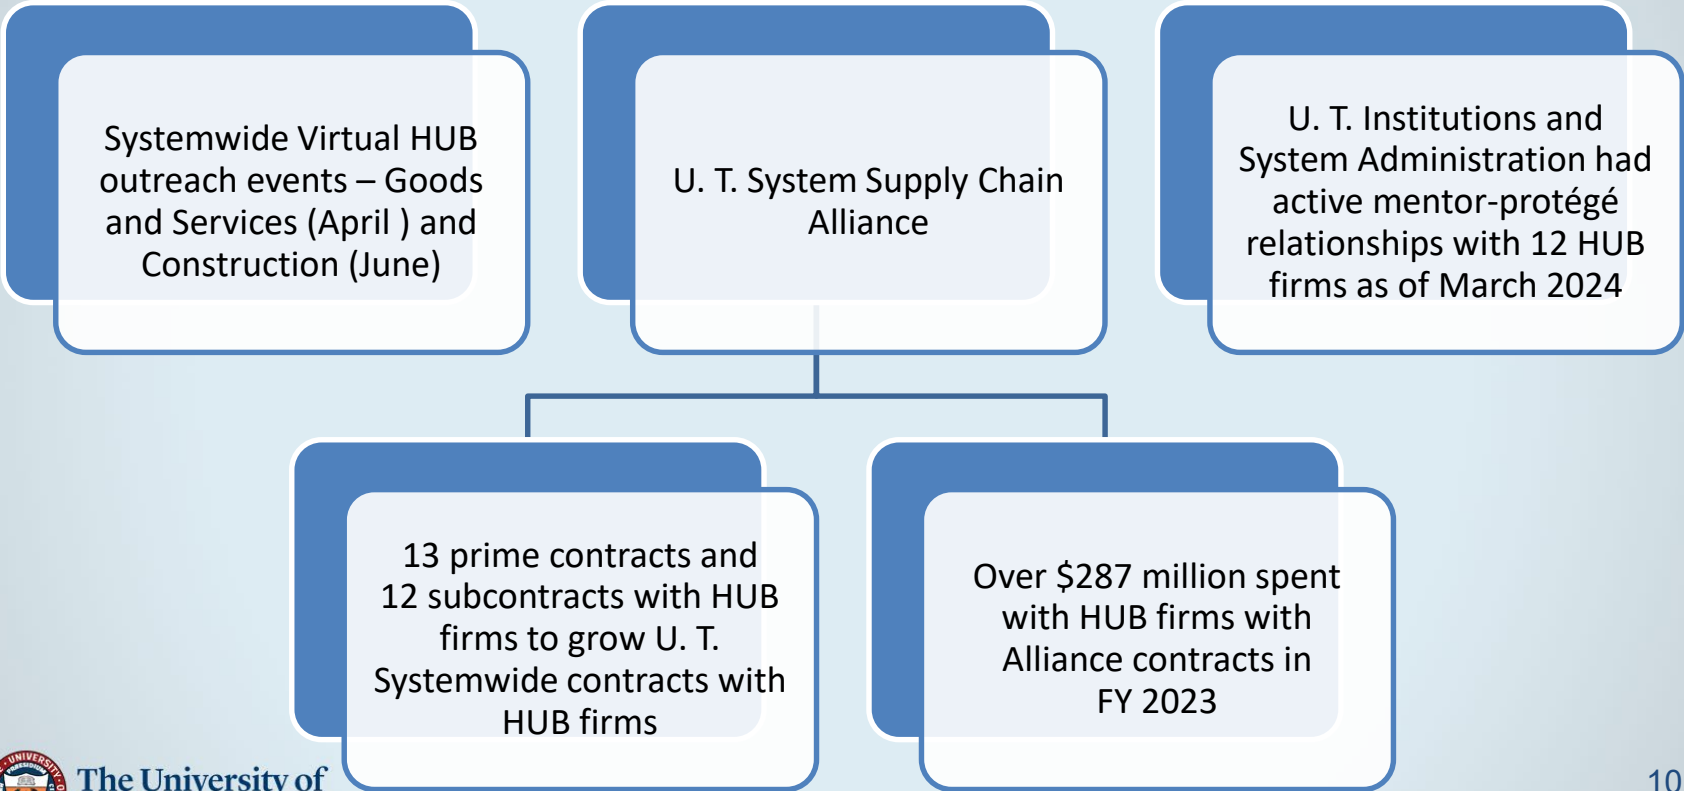 Systemwide Virtual HUB
outreach events – Goods
and Services (April ) and
Construction (June)
U. T. System Supply Chain
Alliance
U. T. Institutions and
System Administration had
active mentor-protégé
relationships with 12 HUB
firms as of March 2024
13 prime contracts and
12 subcontracts with HUB
firms to grow U. T.
Systemwide contracts with
HUB firms
Over $287 million spent
with HUB firms with
Alliance contracts in
FY 2023
The University of
10